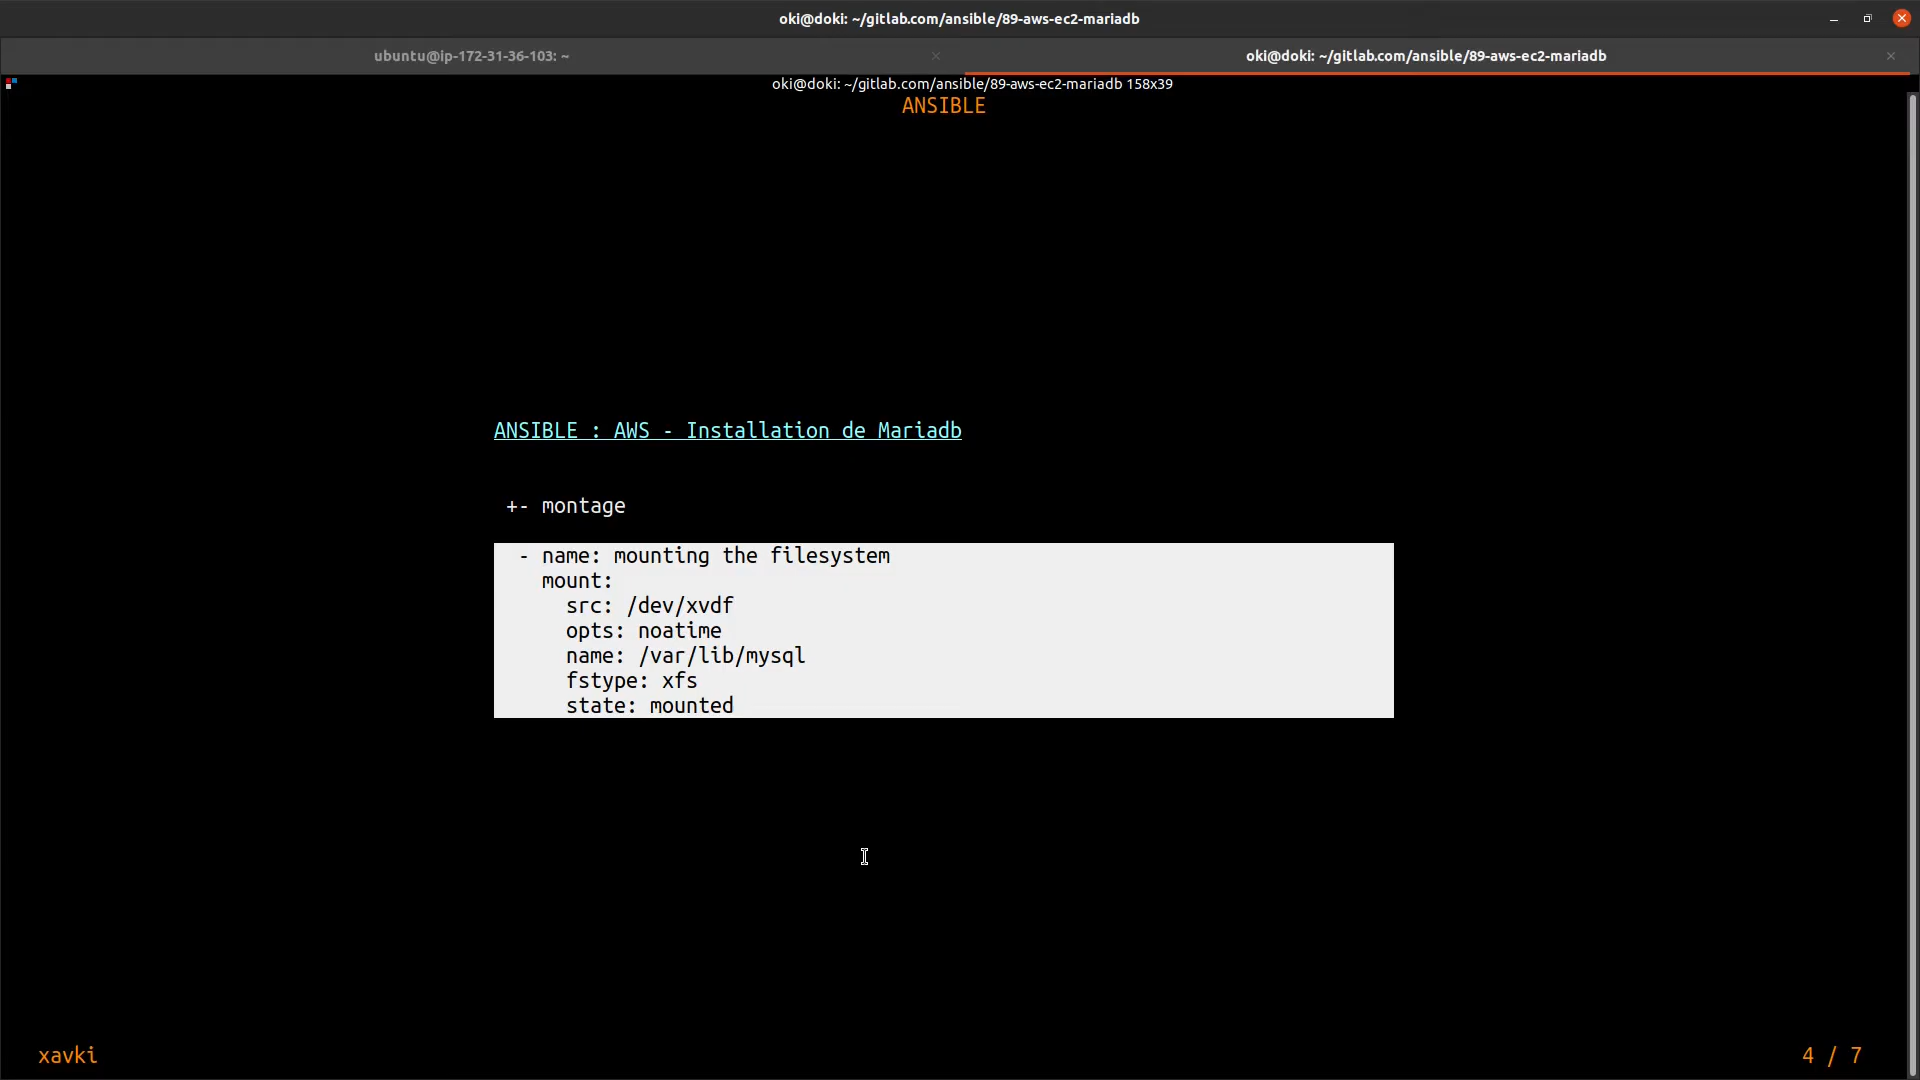 oki@doki: ~/gitlab.com/ansible/89-aws-ec2-mariadb
ubuntu@ip-172-31-36-103: ~
oki@doki: ~/gitlab.com/ansible/89-aws-ec2-mariadb
oki@doki: ~/gitlab.com/ansible/89-aws-ec2-mariadb 158x39
ANSIBLE
ANSIBLE : AWS - Installation de Mariadb
+- montage
- name: mounting the filesystem
mount:
src: /dev/xvdf
opts: noatime
name: /var/lib/mysql
fstype: xfs
state: mounted
xavki
4 / 7